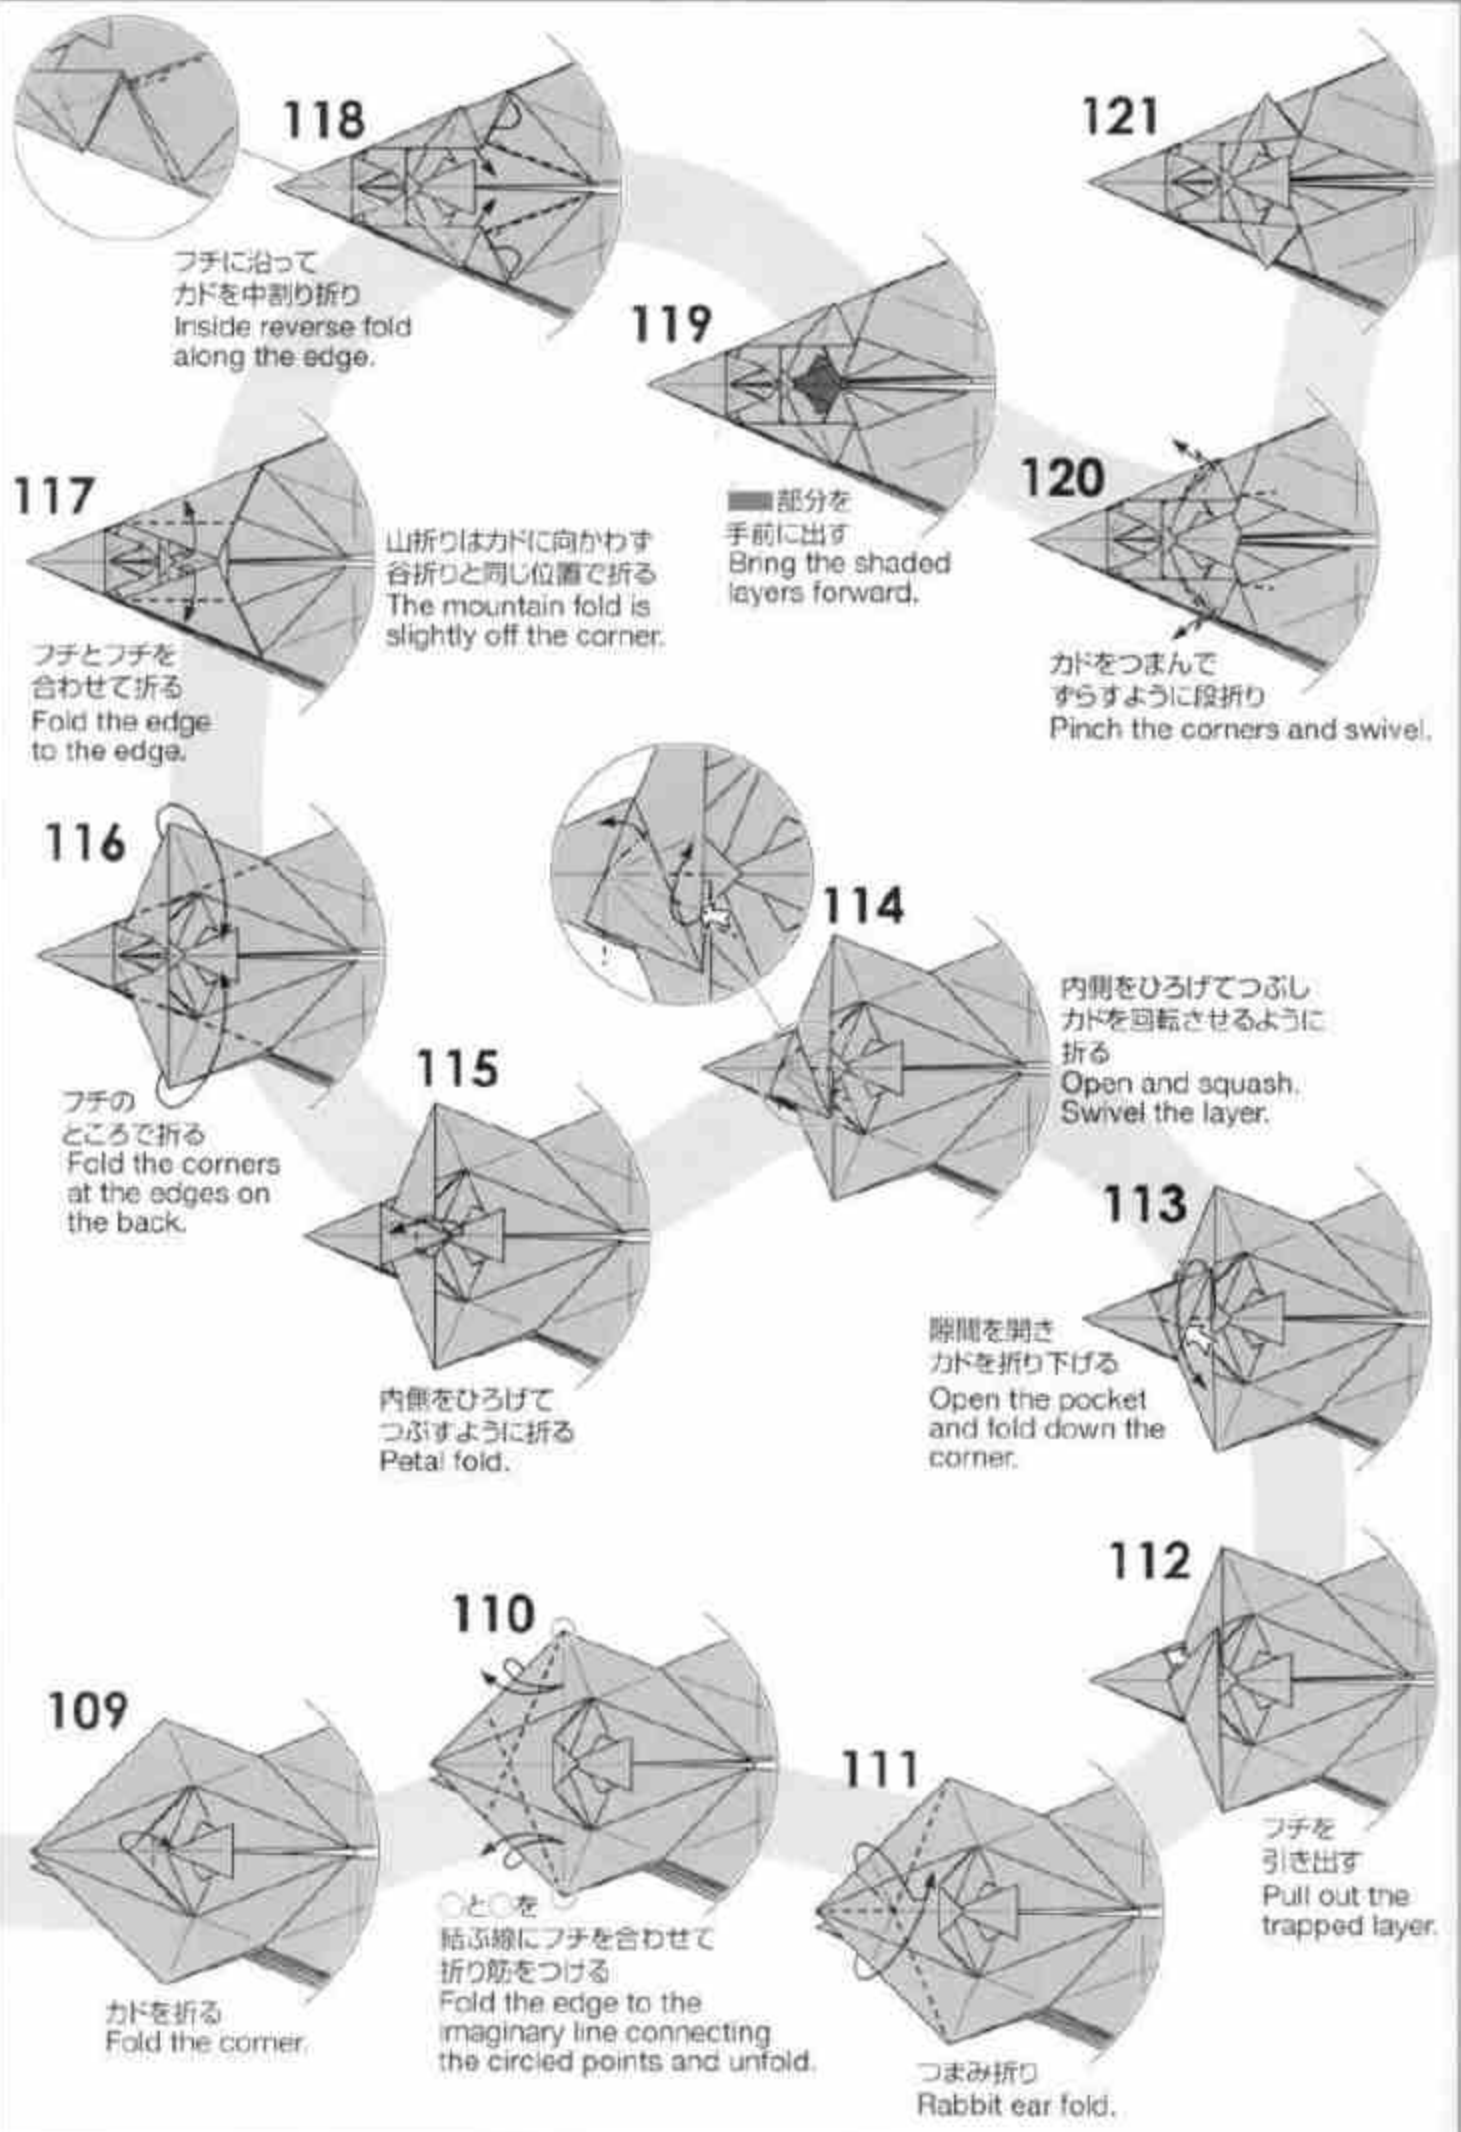 109
カドを折る
Fold the corner.
110
○と○を
結ぶ線にフチを合わせて
折り筋をつける
Fold the edge to the
imaginary line connecting
the circled points and unfold.
111
つまみ折り
Rabbit ear fold.
112
フチを
引き出す
Pull out the
trapped layer.
113
隙間を開き
カドを折り下げる
Open the pocket
and fold down the
corner.
114
内側をひろげてつぶし
カドを回転させるように
折る
Open and squash.
Swivel the layer.
115
内側をひろげて
つぶすように折る
Petal fold.
116
フチの
ところで折る
Fold the corners
at the edges on
the back.
117
フチとフチを
合わせて折る
Fold the edge
to the edge.
山折りはカドに向かわず
谷折りと同じ位置で折る
The mountain fold is
slightly off the corner.
118
フチに沿って
カドを中割り折り
Inside reverse fold
along the edge.
119
部分を
手前に出す
Bring the shaded
layers forward.
120
カドをつまんで
ずらすように段折り
Pinch the corners and swivel.
121